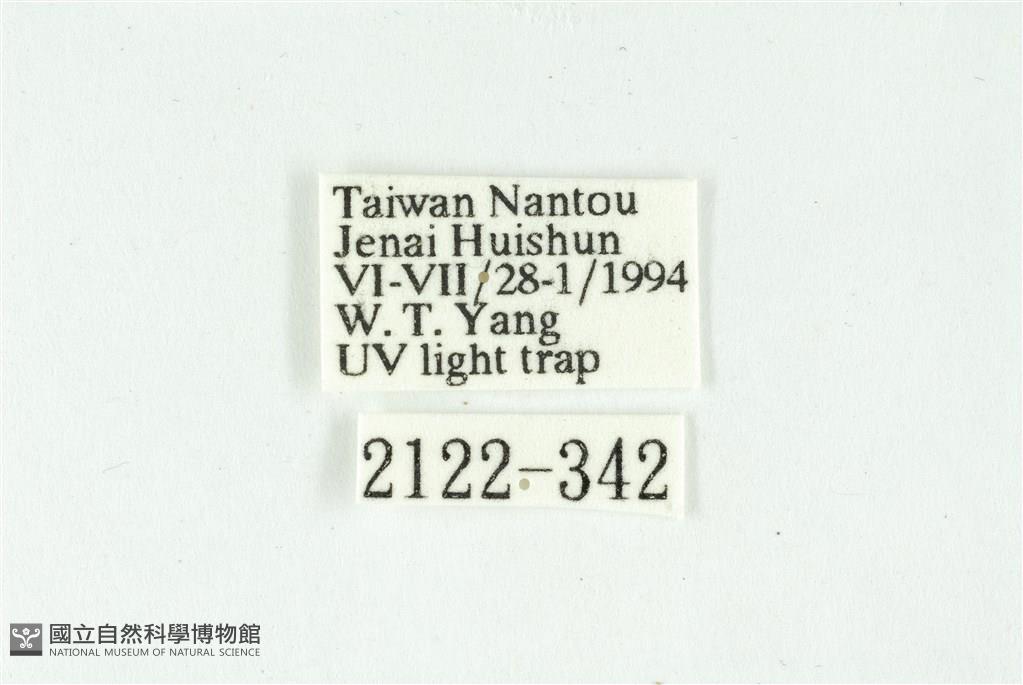 Taiwan Nantou
Jenai Huishun
VI-VII/28-1/1994
W. T. Yang
UV light trap
2122-342
國立自然科學博物館
NATIONAL MUSEUM OF NATURAL SCIENCE